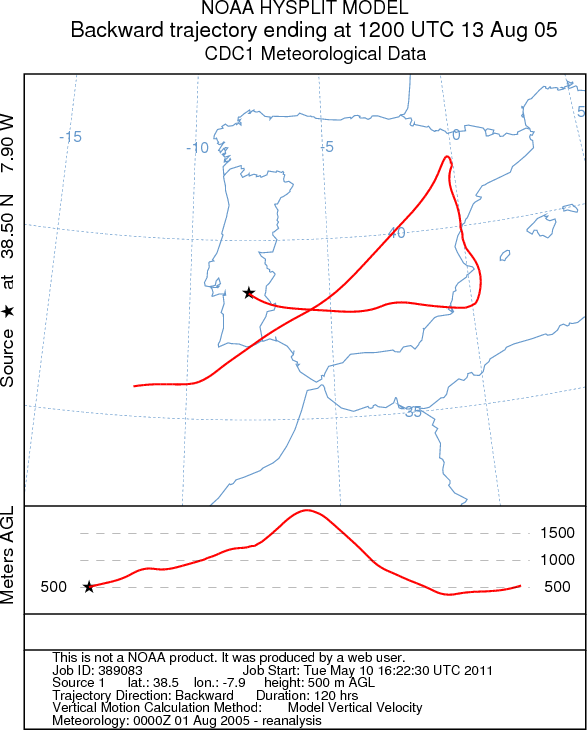 NOAA HYSPLIT MODEL
Backward trajectory ending at 1200 UTC 13 Aug 05
CDC1 Meteorological Data
Source ★ at 38.50 N 7.90 W
-15
-10
-5
0
5
40
35
Meters AGL
1500
1000
500
500
This is not a NOAA product. It was produced by a web user.
Job ID: 389083 Job Start: Tue May 10 16:22:30 UTC 2011
Source 1 lat.: 38.5 lon.: -7.9 height: 500 m AGL
Trajectory Direction: Backward Duration: 120 hrs
Vertical Motion Calculation Method: Model Vertical Velocity
Meteorology: 0000Z 01 Aug 2005 - reanalysis